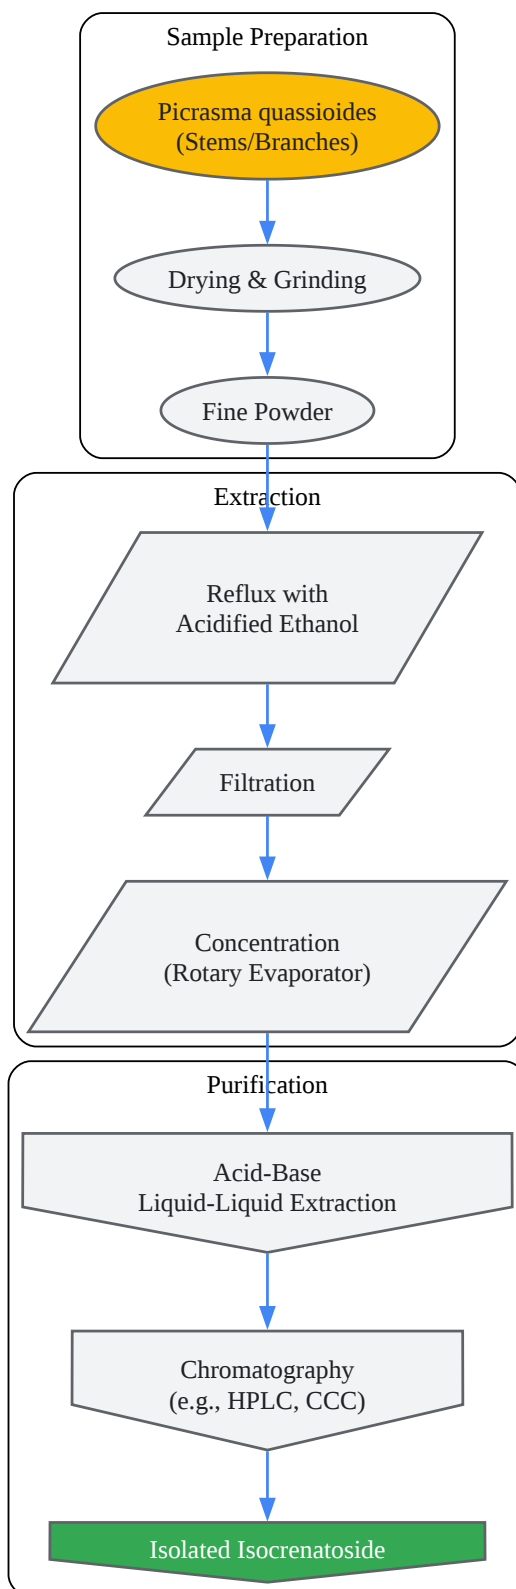 Sample Preparation
Picrasma quassioides
(Stems/Branches)
Drying & Grinding
Fine Powder
Extraction
Reflux with
Acidified Ethanol
Filtration
Concentration
(Rotary Evaporator)
Purification
Acid-Base
Liquid-Liquid Extraction
Chromatography
(e.g., HPLC, CCC)
Isolated Isocrenatoside